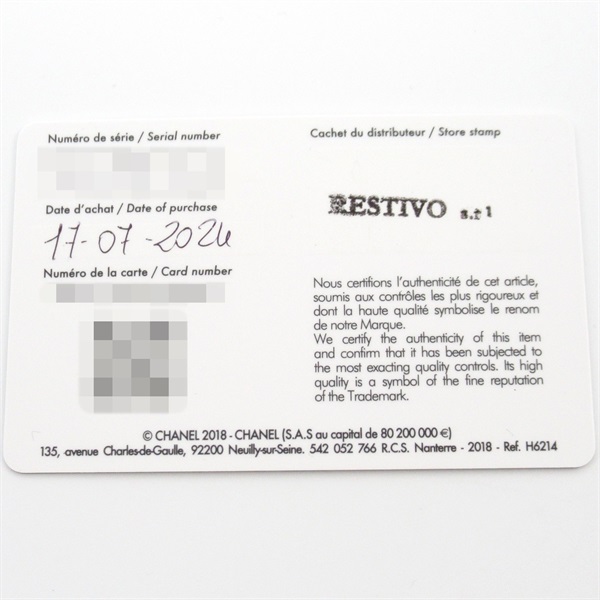 Numéro de série / Serial number
Date d'achat / Date of purchase
17-07-2024
Numéro de la carte / Card number
Cachet du distributeur / Store stamp
RESTIVO s.r l
Nous certifions l'authenticité de cet article,
soumis aux contrôles les plus rigoureux et
dont la haute qualité symbolise le renom
de notre Marque.
We certify the authenticity of this item
and confirm that it has been subjected to
the most exacting quality controls. Its high
quality is a symbol of the fine reputation
of the Trademark.
© CHANEL 2018 - CHANEL (S.A.S au capital de 80 200 000 €)
135, avenue Charles-de-Gaulle, 92200 Neuilly-sur-Seine. 542 052 766 R.C.S. Nanterre - 2018 - Ref. H6214